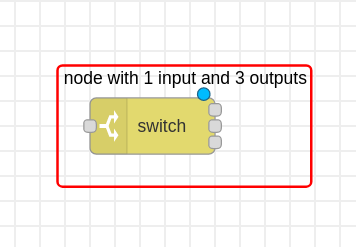 node with 1 input and 3 outputs
switch